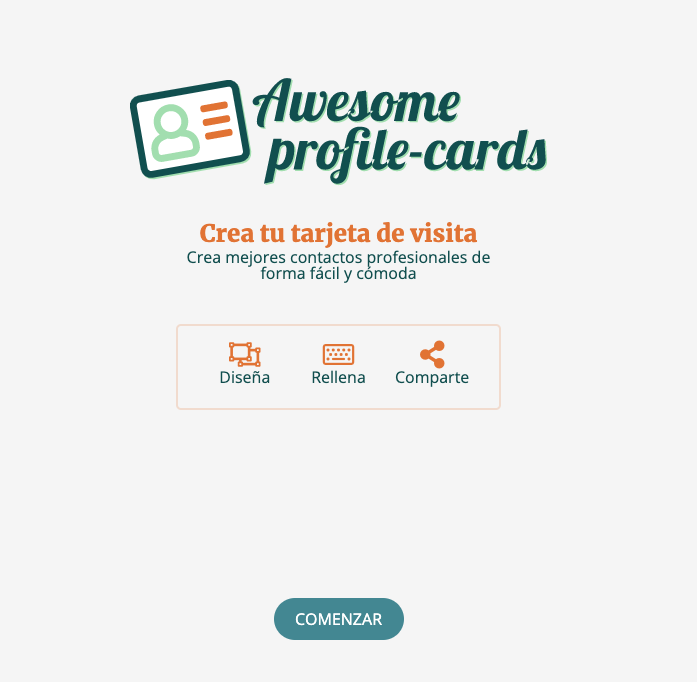 Awesome
profile-cards
Crea tu tarjeta de visita
Crea mejores contactos profesionales de
forma fácil y cómoda
Diseña Rellena Comparte
COMENZAR